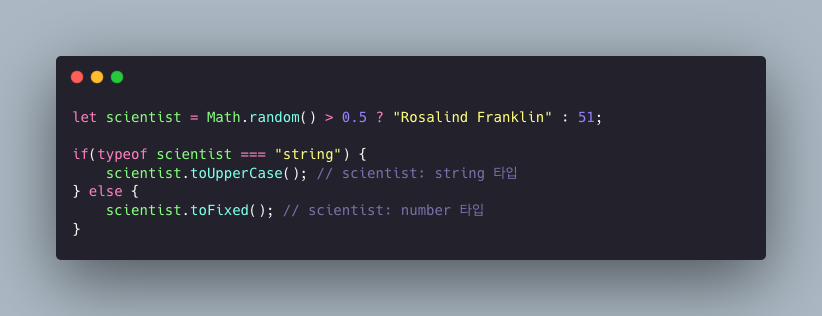 let scientist = Math.random() > 0.5 ? "Rosalind Franklin" : 51;
if(typeof scientist === "string") {
    scientist.toUpperCase(); // scientist: string 타입
} else {
    scientist.toFixed(); // scientist: number 타입
}